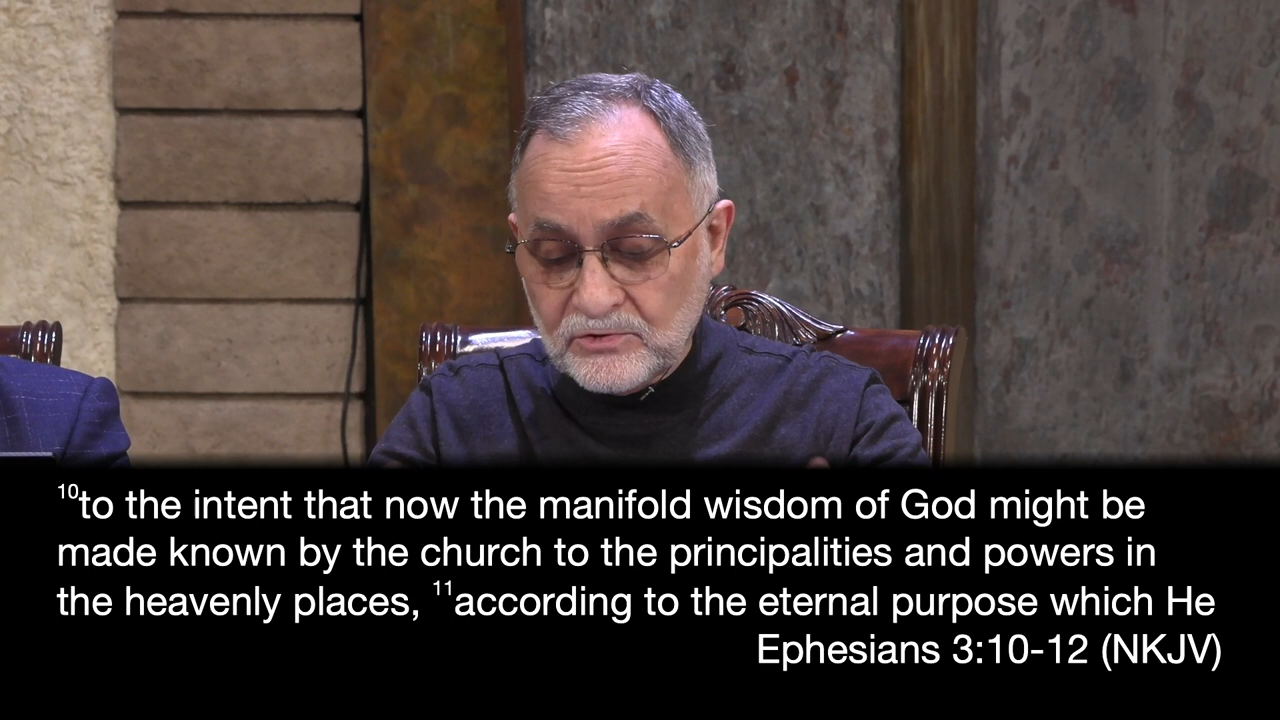 10to the intent that now the manifold wisdom of God might be
made known by the church to the principalities and powers in
the heavenly places, 11according to the eternal purpose which He
Ephesians 3:10-12 (NKJV)